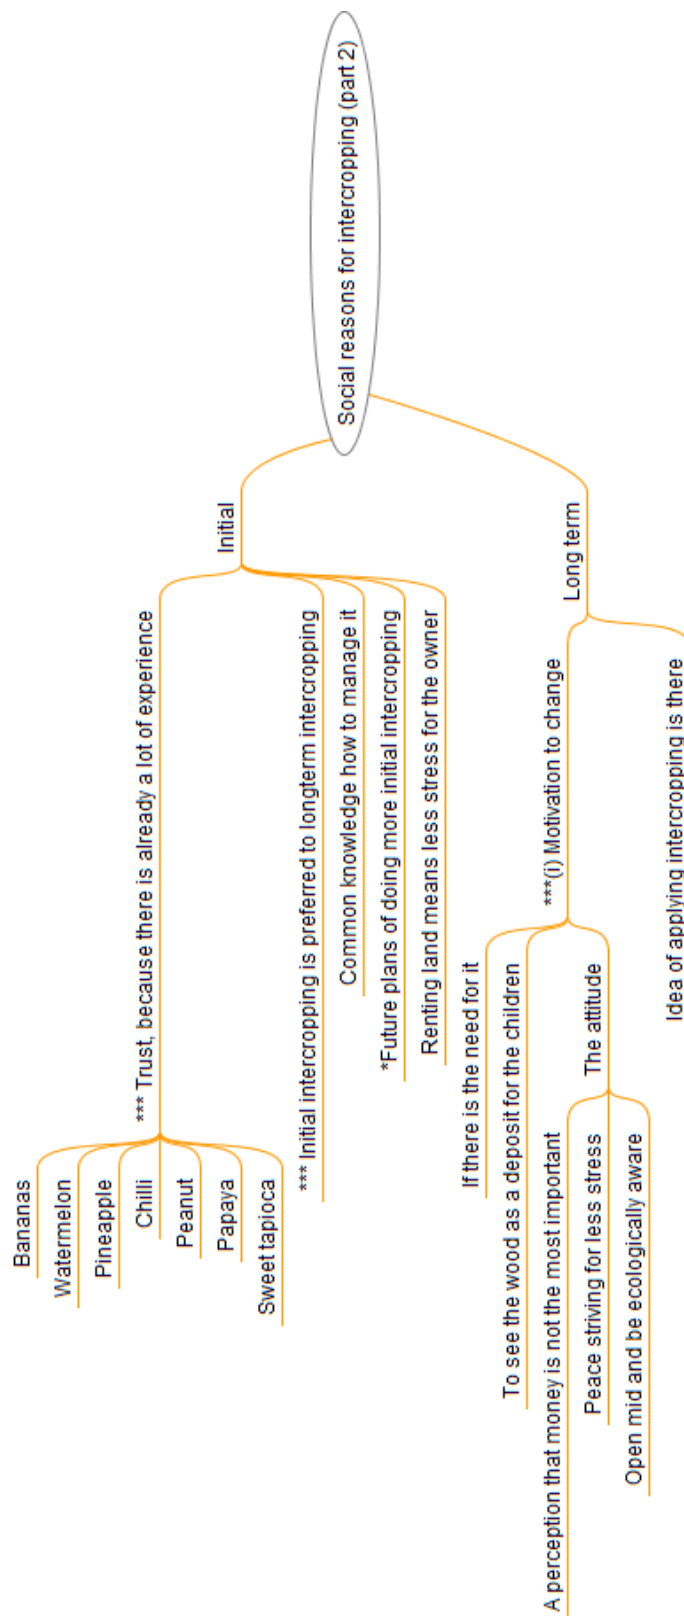 Social reasons for intercropping (part 2)
Initial
*** Trust, because there is already a lot of experience
Bananas
Watermelon
Pineapple
Chilli
Peanut
Papaya
Sweet tapioca
*** Initial intercropping is preferred to longterm intercropping
Common knowledge how to manage it
*Future plans of doing more initial intercropping
Renting land means less stress for the owner
Long term
***(i) Motivation to change
If there is the need for it
To see the wood as a deposit for the children
The attitude
A perception that money is not the most important
Peace striving for less stress
Open mid and be ecologically aware
Idea of applying intercropping is there